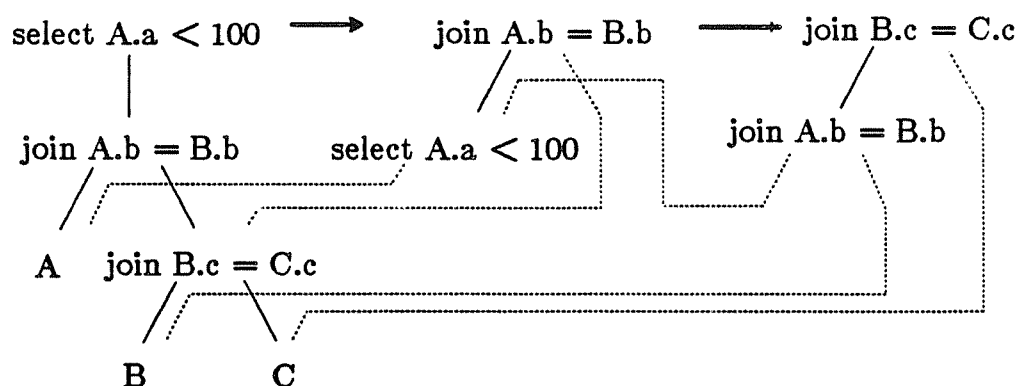 select A.a < 100
join A.b = B.b
join B.c = C.c
join A.b = B.b
select A.a < 100
join A.b = B.b
A
join B.c = C.c
B
C